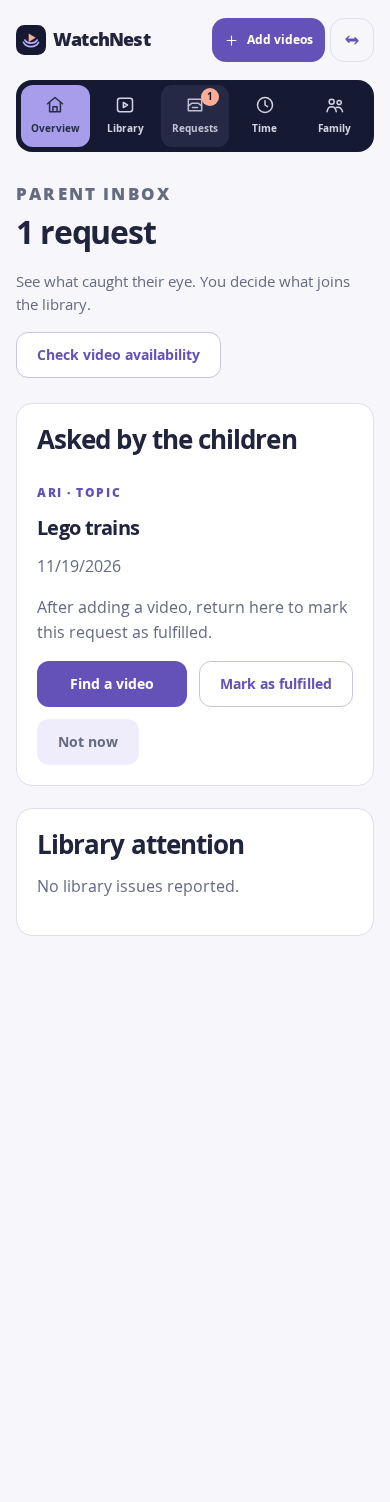 WatchNest
Add videos
Overview
Library
Requests
1
Time
Family
PARENT INBOX
1 request
See what caught their eye. You decide what joins
the library.
Check video availability
Asked by the children
ARI · TOPIC
Lego trains
11/19/2026
After adding a video, return here to mark
this request as fulfilled.
Find a video
Mark as fulfilled
Not now
Library attention
No library issues reported.